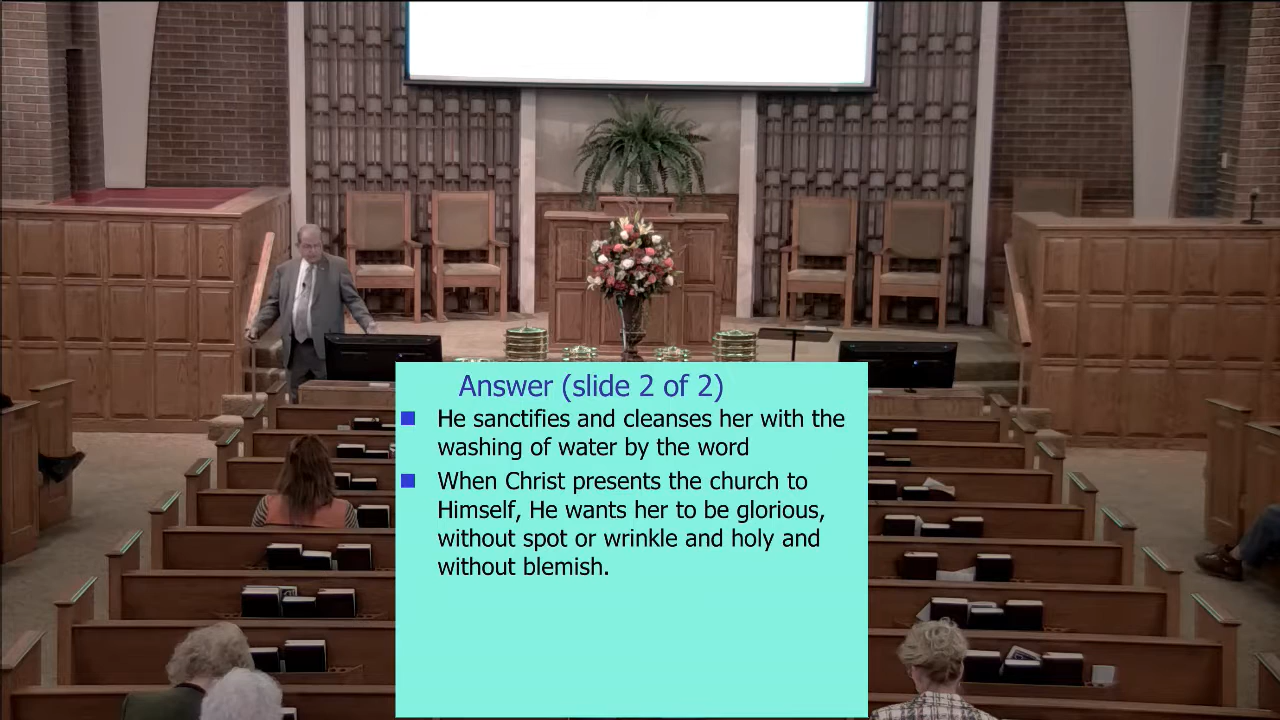 Answer (slide 2 of 2)
He sanctifies and cleanses her with the
washing of water by the word
When Christ presents the church to
Himself, He wants her to be glorious,
without spot or wrinkle and holy and
without blemish.